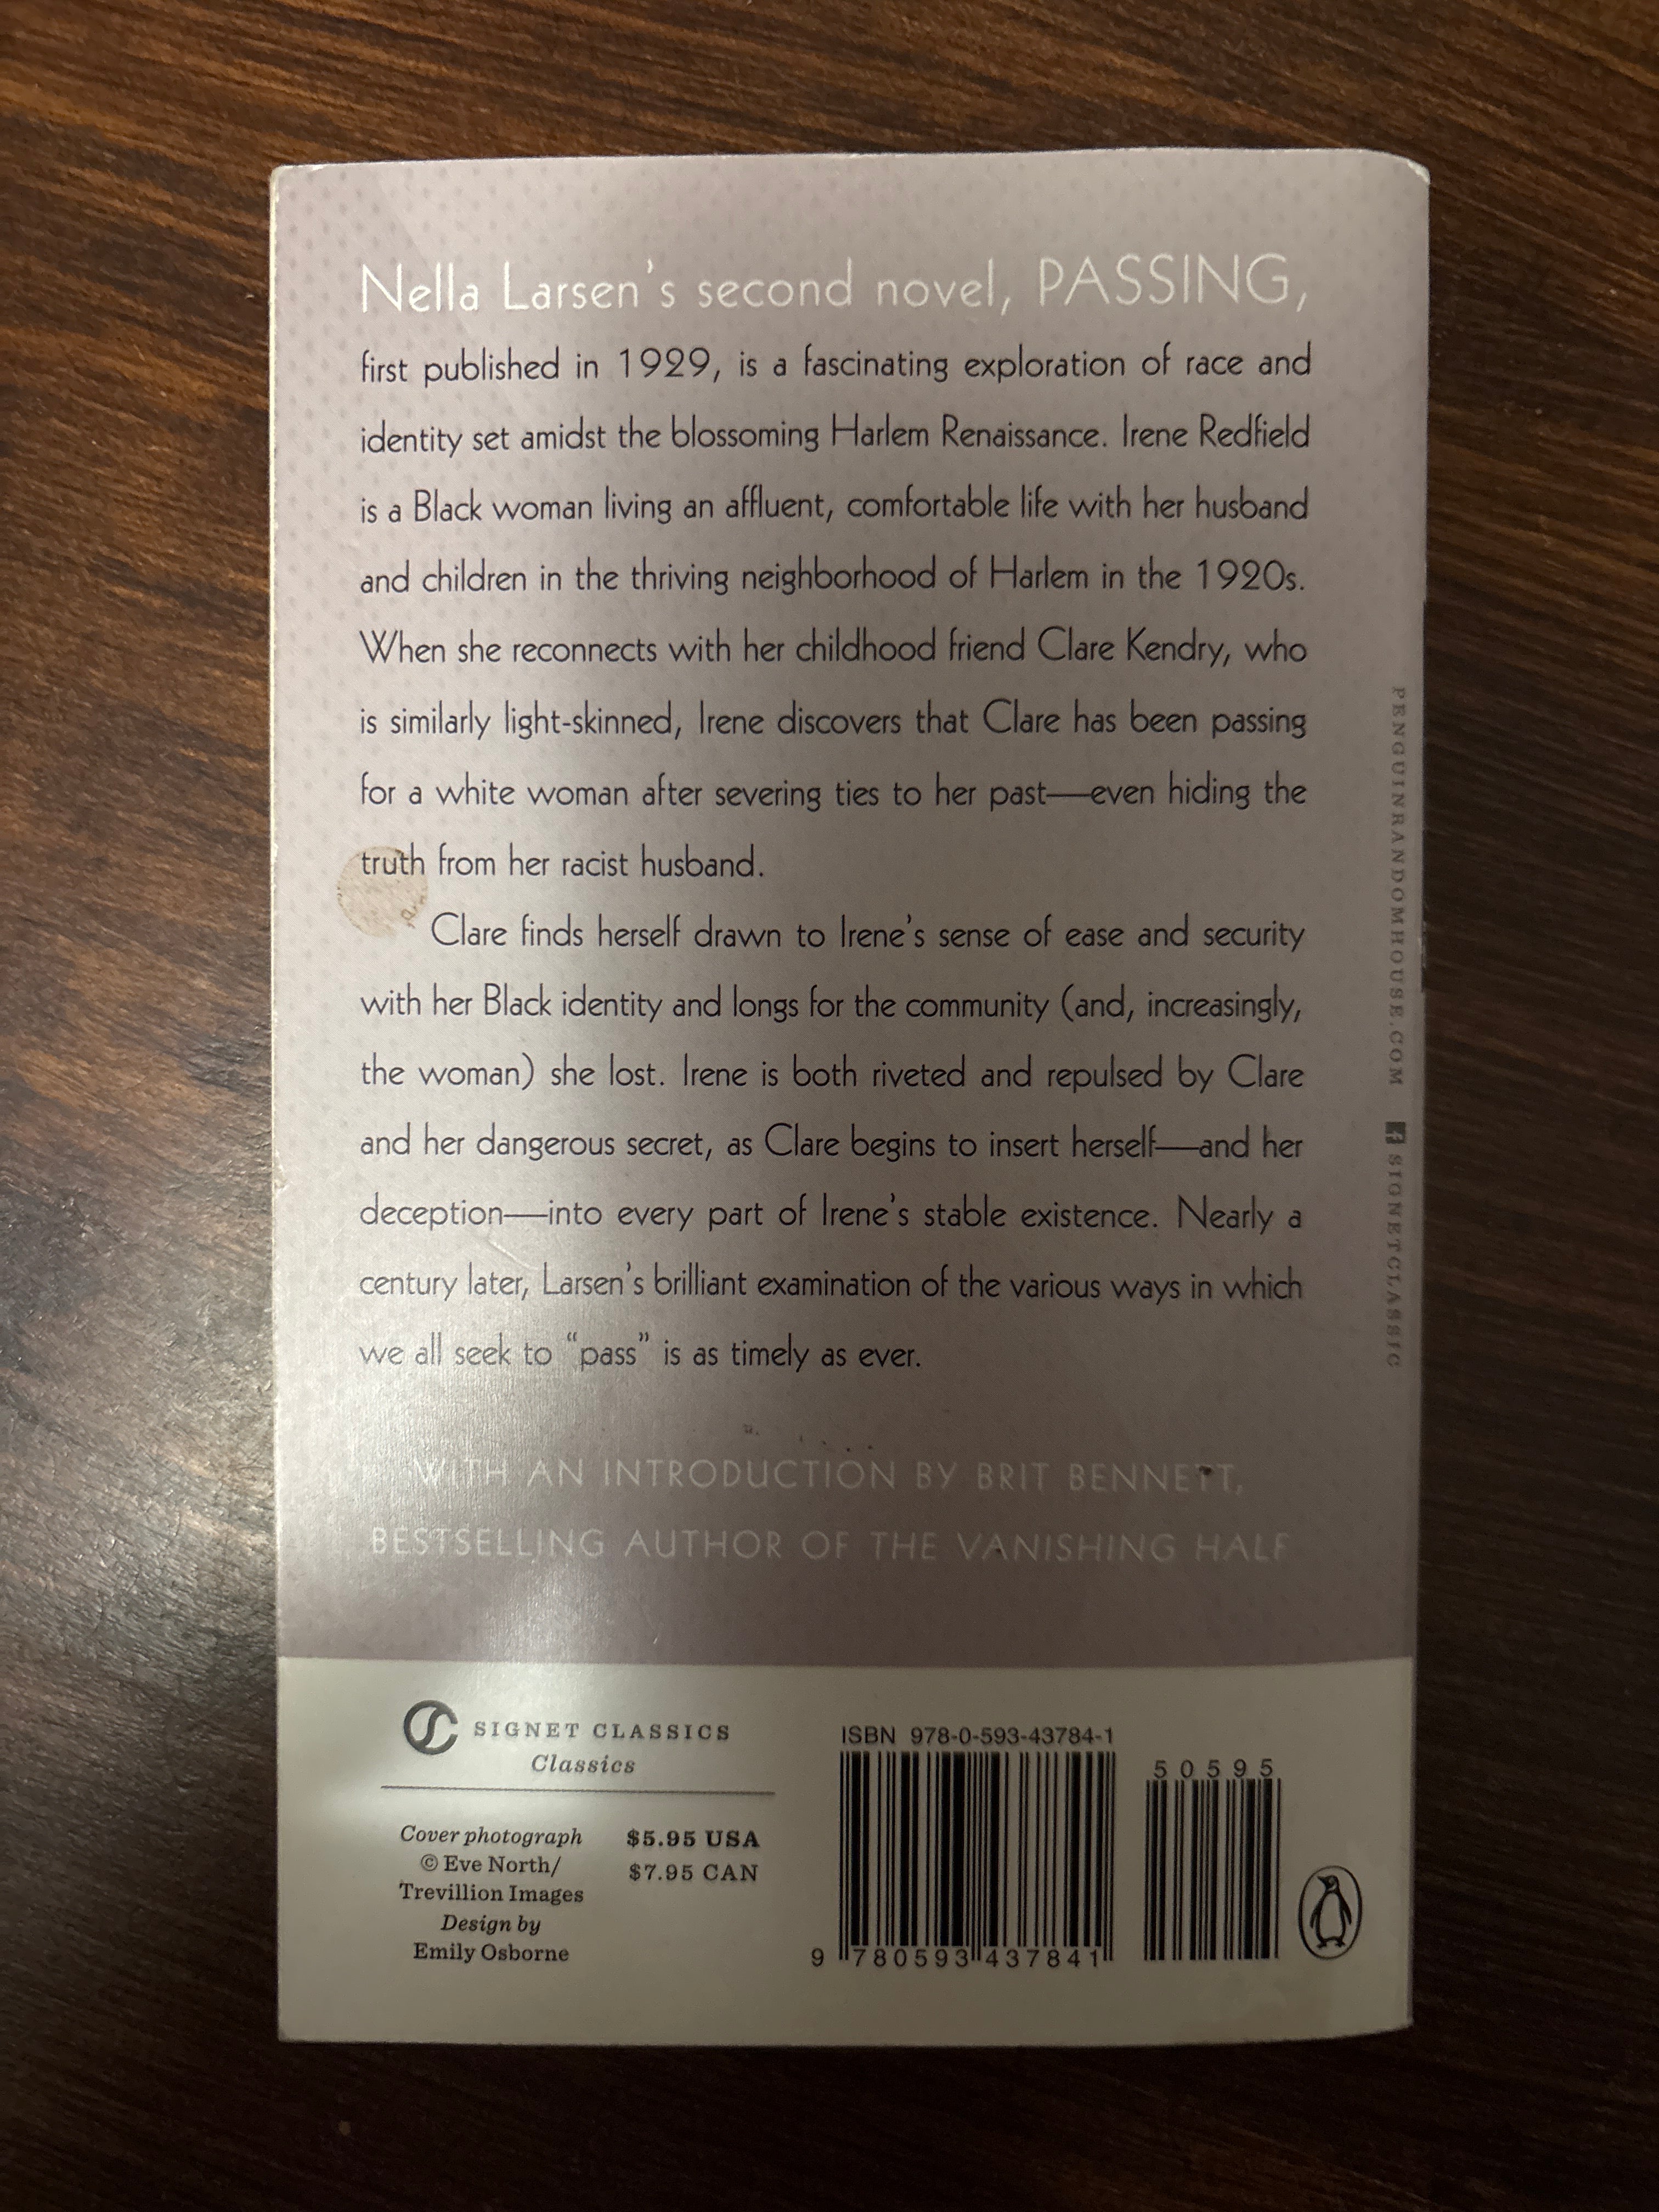 Nella Larsen's second novel, PASSING,
first published in 1929, is a fascinating exploration of race and
identity set amidst the blossoming Harlem Renaissance. Irene Redfield
is a Black woman living an affluent, comfortable life with her husband
and children in the thriving neighborhood of Harlem in the 1920s.
When she reconnects with her childhood friend Clare Kendry, who
is similarly light-skinned, Irene discovers that Clare has been passing
for a white woman after severing ties to her past—even hiding the
truth from her racist husband.
Clare finds herself drawn to Irene's sense of ease and security
with her Black identity and longs for the community (and, increasingly,
the woman) she lost. Irene is both riveted and repulsed by Clare
and her dangerous secret, as Clare begins to insert herself—and her
deception—into every part of Irene's stable existence. Nearly a
century later, Larsen's brilliant examination of the various ways in which
we all seek to “pass” is as timely as ever.
WITH AN INTRODUCTION BY BRIT BENNETT,
BESTSELLING AUTHOR OF THE VANISHING HALF
PENGUINRANDOMHOUSE.COM f SIGNETCLASSIC
SC SIGNET CLASSICS
Classics
Cover photograph
© Eve North/
Trevillion Images
Design by
Emily Osborne
$5.95 USA
$7.95 CAN
ISBN 978-0-593-43784-1
50595
9 780593 437841